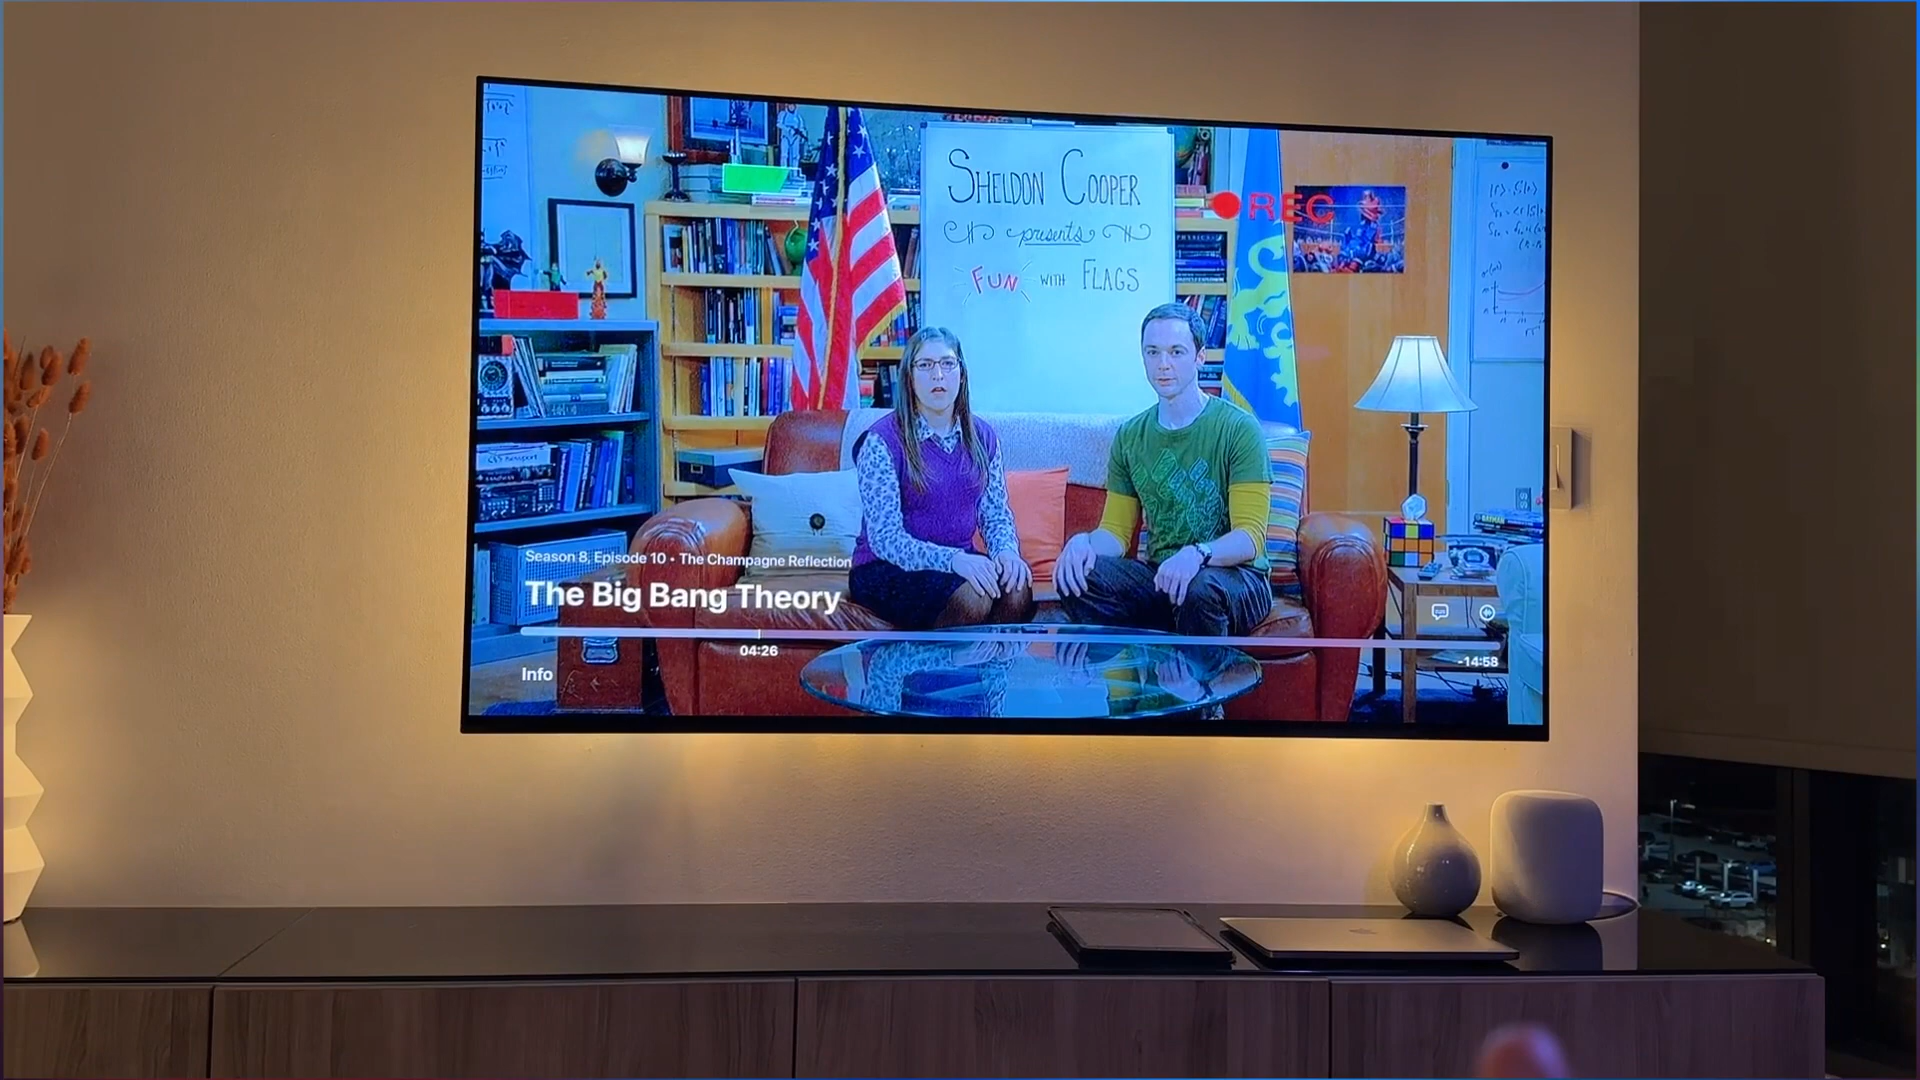 SHELDON COOPER
presents
FUN WITH FLAGS
REC
Season 8, Episode 10 • The Champagne Reflection
The Big Bang Theory
04:26
-14:58
Info